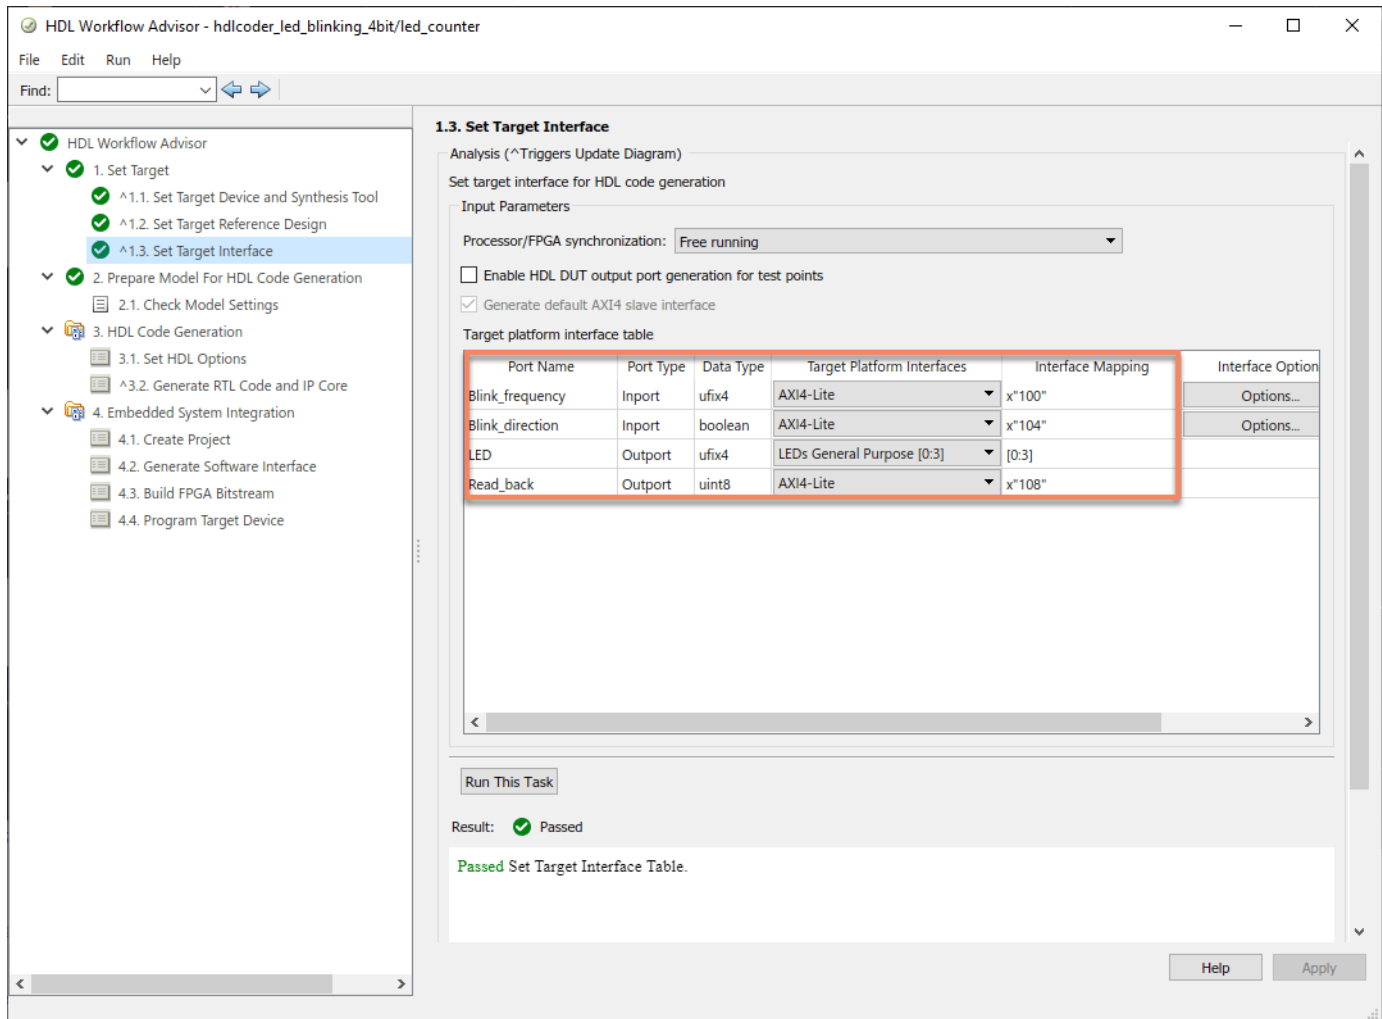 HDL Workflow Advisor - hdlcoder_led_blinking_4bit/led_counter
File Edit Run Help
Find:
HDL Workflow Advisor
1. Set Target
^1.1. Set Target Device and Synthesis Tool
^1.2. Set Target Reference Design
^1.3. Set Target Interface
2. Prepare Model For HDL Code Generation
2.1. Check Model Settings
3. HDL Code Generation
3.1. Set HDL Options
^3.2. Generate RTL Code and IP Core
4. Embedded System Integration
4.1. Create Project
4.2. Generate Software Interface
4.3. Build FPGA Bitstream
4.4. Program Target Device
1.3. Set Target Interface
Analysis (^Triggers Update Diagram)
Set target interface for HDL code generation
Input Parameters
Processor/FPGA synchronization: Free running
Enable HDL DUT output port generation for test points
Generate default AXI4 slave interface
Target platform interface table
Port Name Port Type Data Type Target Platform Interfaces Interface Mapping Interface Option
Blink_frequency Inport ufix4 AXI4-Lite x"100" Options...
Blink_direction Inport boolean AXI4-Lite x"104" Options...
LED Outport ufix4 LEDs General Purpose [0:3] [0:3]
Read_back Outport uint8 AXI4-Lite x"108"
Run This Task
Result: Passed
Passed Set Target Interface Table.
Help Apply